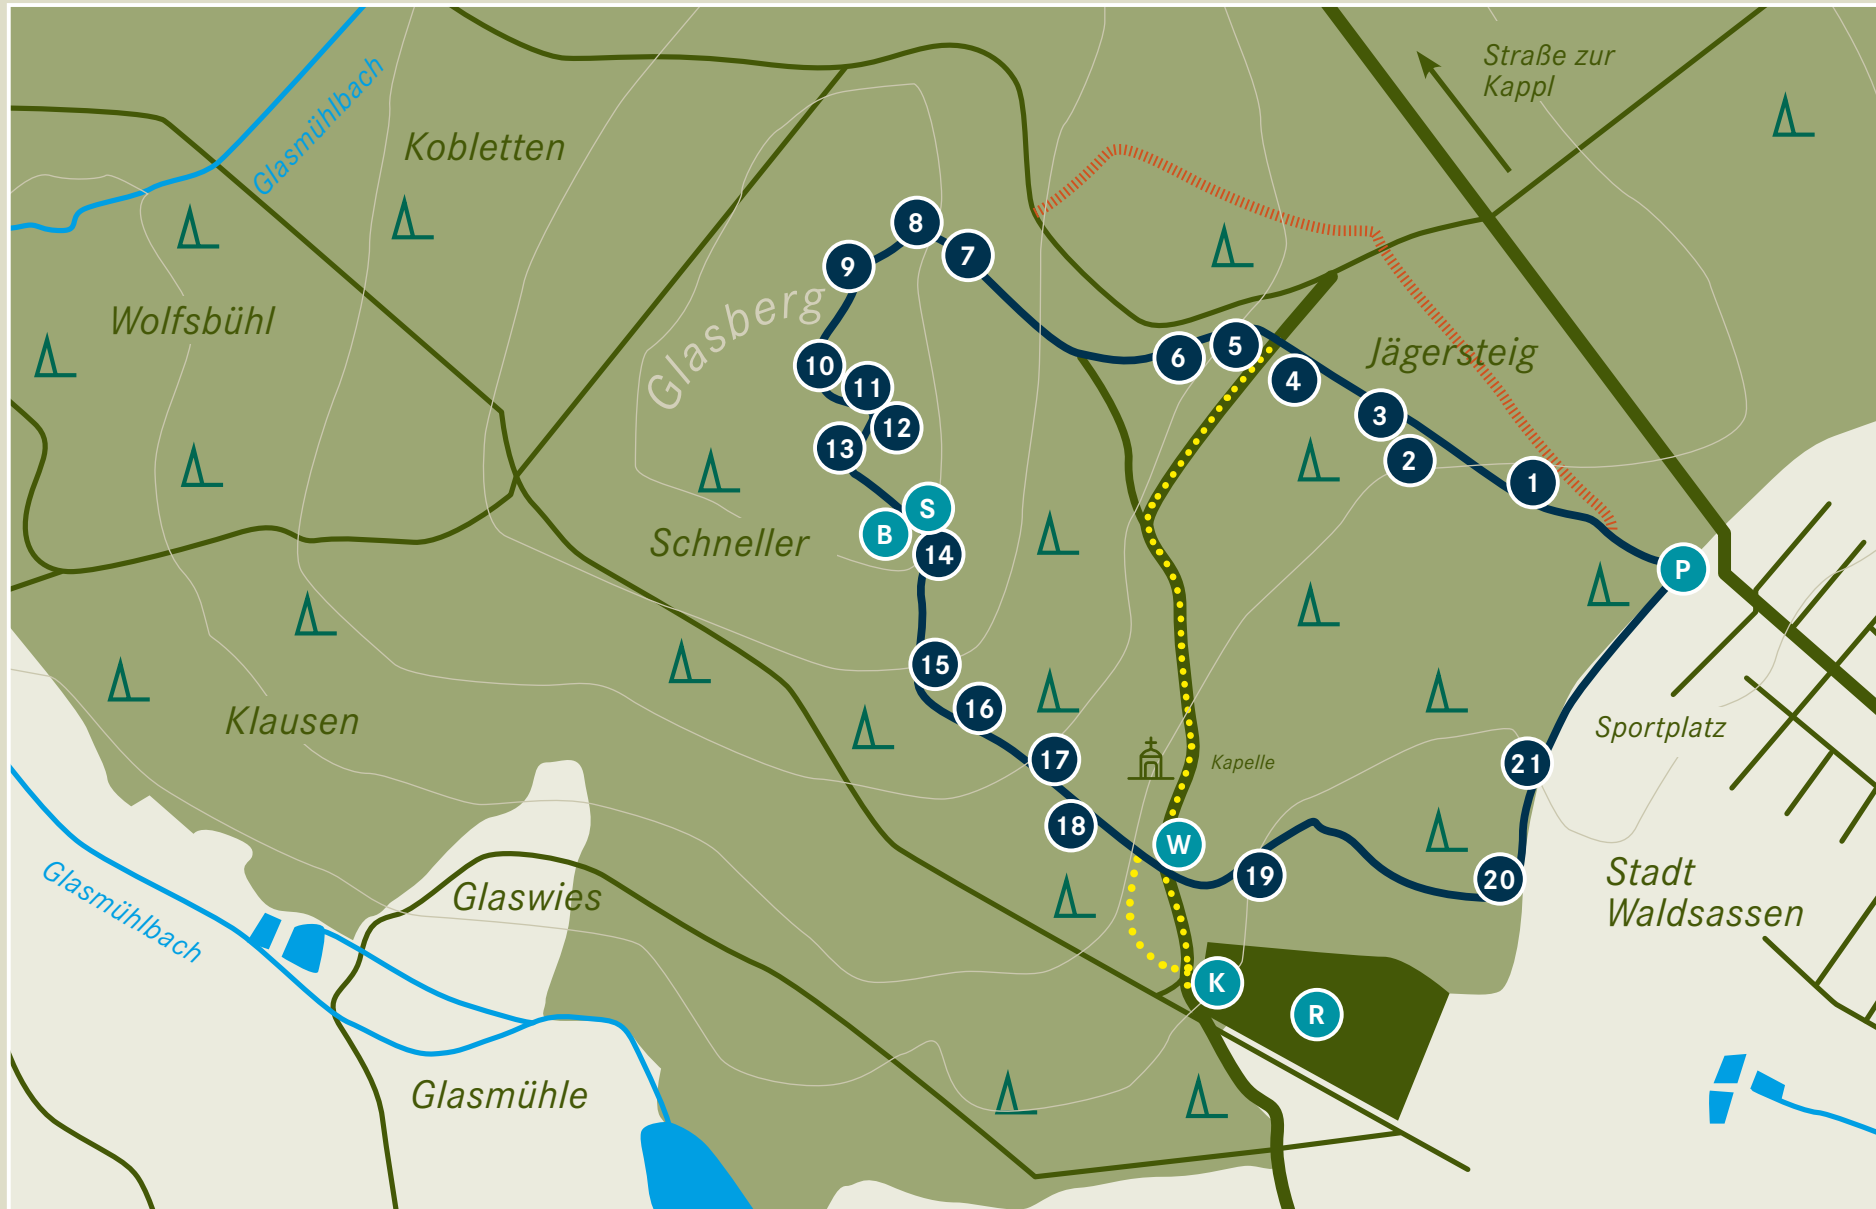 Straße zur
Kappl
Glasmühlbach
Kobletten
8
7
9
Glasberg
Wolfsbühl
Jägersteig
5
6
4
10
11
3
12
13
2
1
S
B
Schneller
14
P
15
16
Klausen
Sportplatz
17
Kapelle
21
18
W
19
20
Stadt
Waldsassen
Glaswies
Glasmühlbach
K
R
Glasmühle